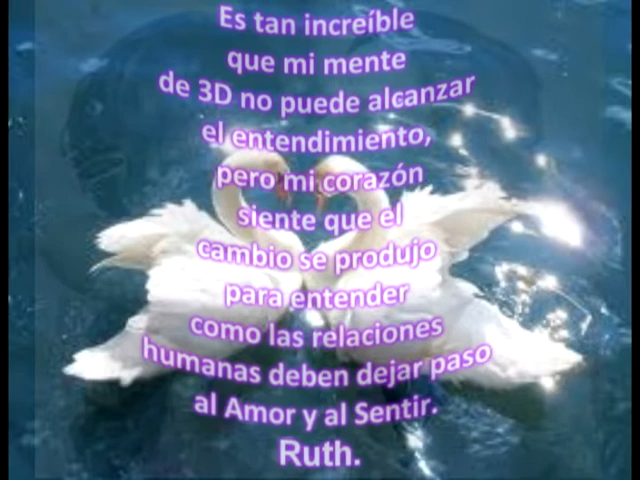 Es tan increíble
que mi mente
de 3D no puede alcanzar
el entendimiento,
pero mi corazón
siente que el
cambio se produjo
para entender
como las relaciones
humanas deben dejar paso
al Amor y al Sentir.
Ruth.